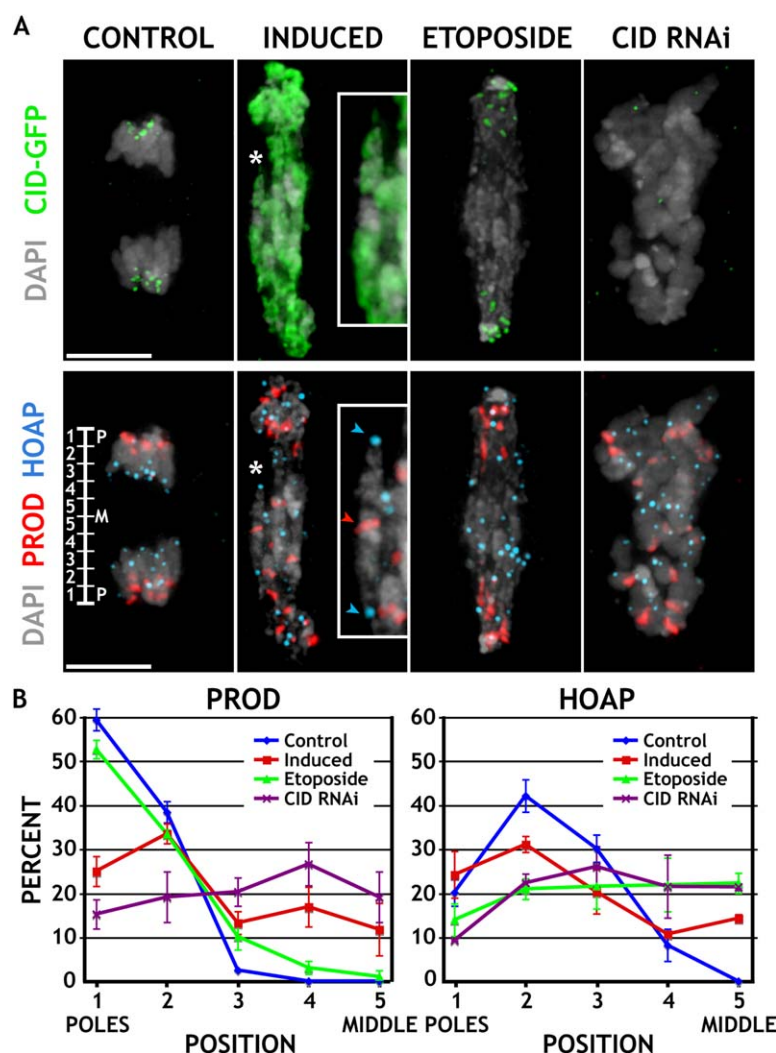 A
CONTROL INDUCED ETOPOSIDE CID RNAi
DAPI CID-GFP
*
DAPI PROD HOAP
1 P
2
3
4
5
M
5
4
3
2
1 P
*
B
PROD
PERCENT
60
50
40
30
20
10
0
Control
Induced
Etoposide
CID RNAi
1 2 3 4 5
POLES MIDDLE
POSITION
HOAP
60
50
40
30
20
10
0
Control
Induced
Etoposide
CID RNAi
1 2 3 4 5
POLES MIDDLE
POSITION